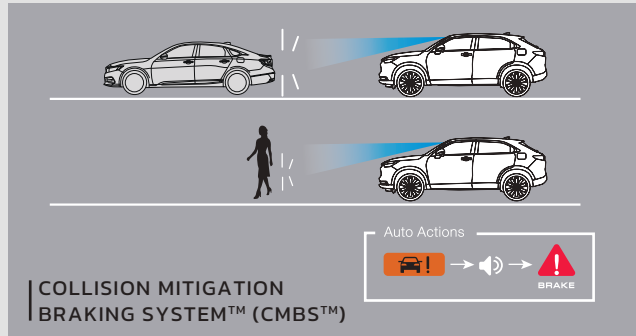 Auto Actions
BRAKE
COLLISION MITIGATION
BRAKING SYSTEM™ (CMBS™)